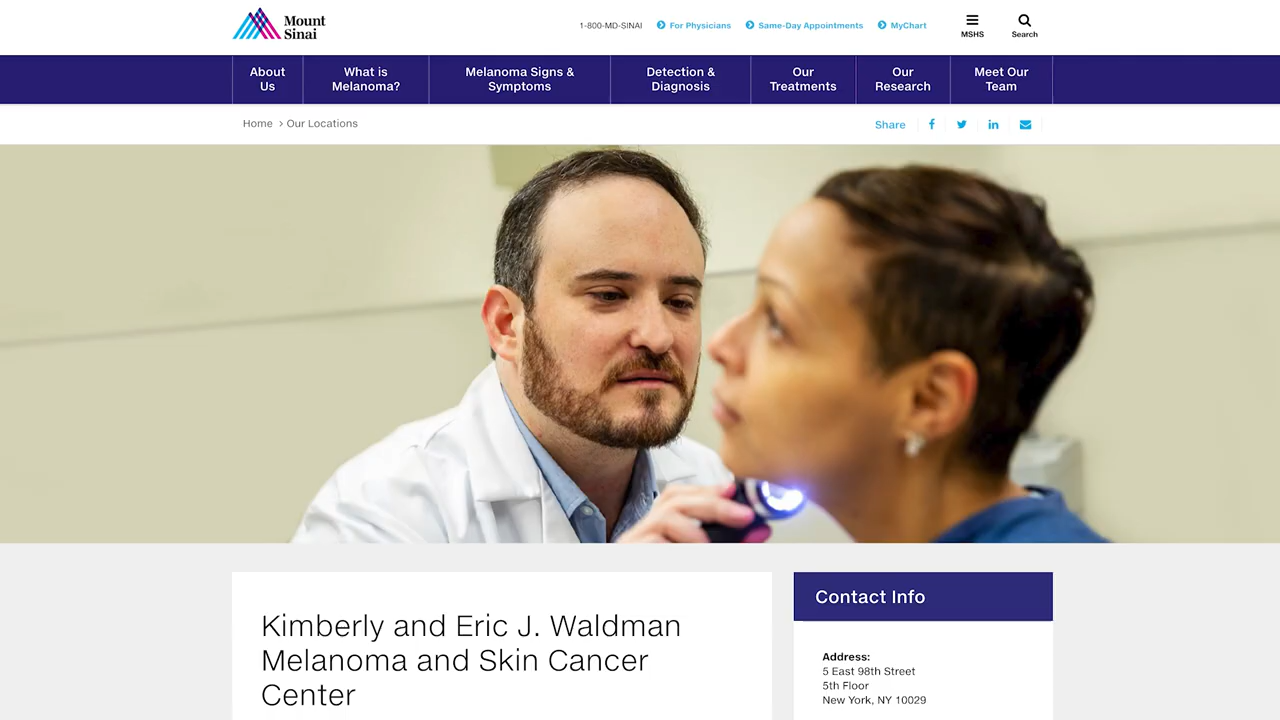 Mount
Sinai
1-800-MD-SINAI
For Physicians
Same-Day Appointments
MyChart
MSHS
Search
About
Us
What is
Melanoma?
Melanoma Signs &
Symptoms
Detection &
Diagnosis
Our
Treatments
Our
Research
Meet Our
Team
Home > Our Locations
Share
Kimberly and Eric J. Waldman
Melanoma and Skin Cancer
Center
Contact Info
Address:
5 East 98th Street
5th Floor
New York, NY 10029